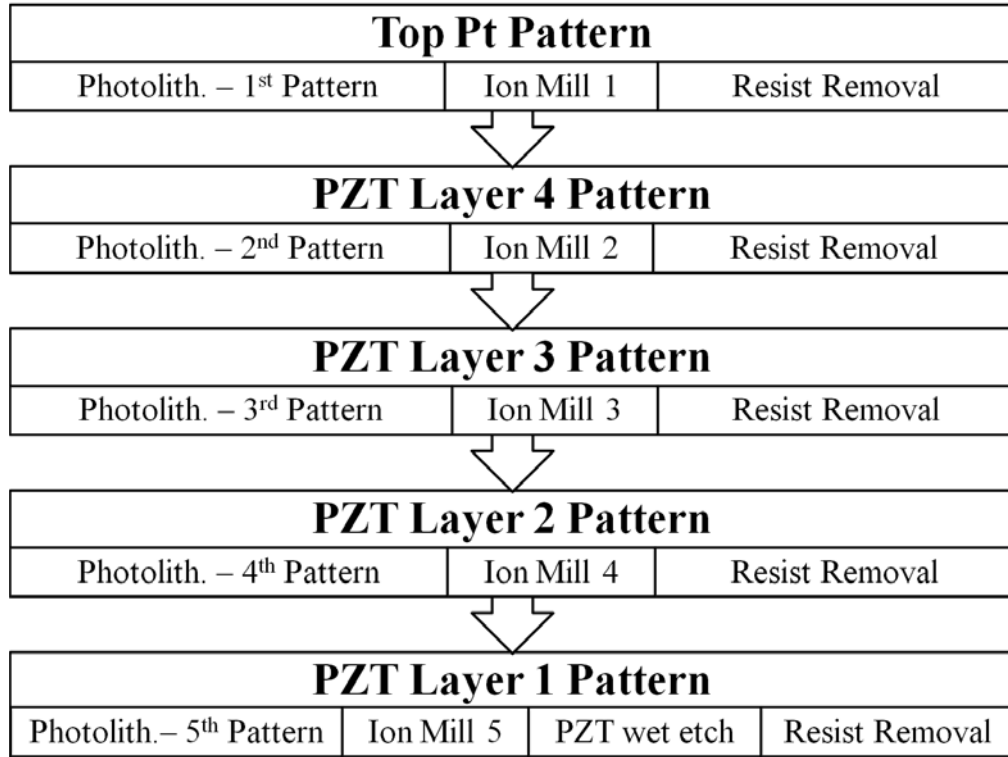 Top Pt Pattern
Photolith. – 1st Pattern Ion Mill 1 Resist Removal
PZT Layer 4 Pattern
Photolith. – 2nd Pattern Ion Mill 2 Resist Removal
PZT Layer 3 Pattern
Photolith. – 3rd Pattern Ion Mill 3 Resist Removal
PZT Layer 2 Pattern
Photolith. – 4th Pattern Ion Mill 4 Resist Removal
PZT Layer 1 Pattern
Photolith.– 5th Pattern Ion Mill 5 PZT wet etch Resist Removal